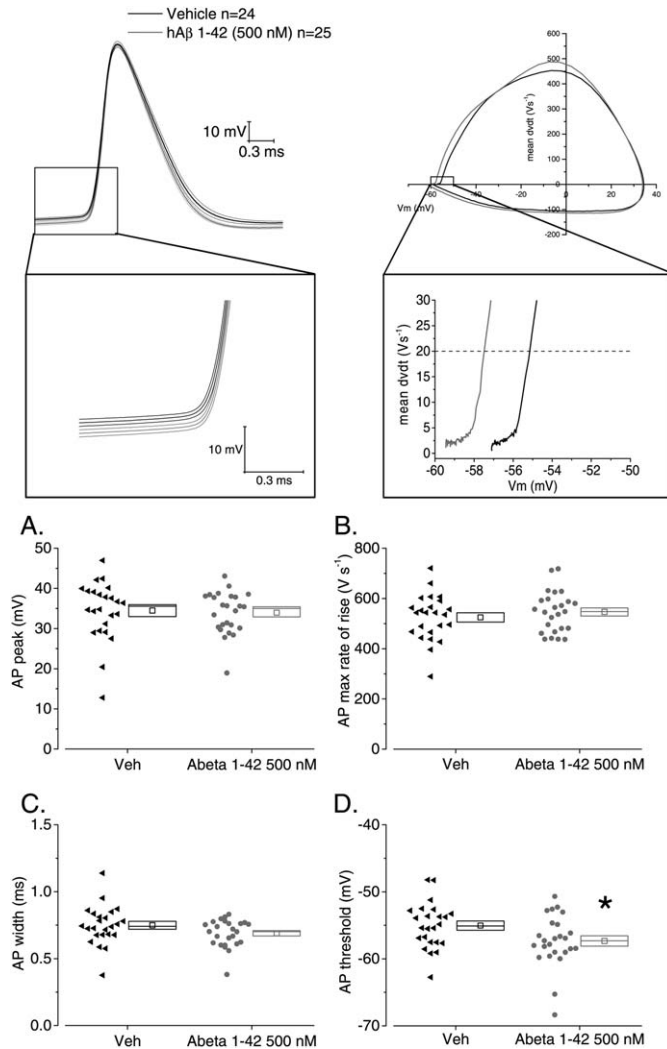 Vehicle n=24
hAβ 1-42 (500 nM) n=25
10 mV
0.3 ms
mean dvdt (Vs-1)
600
500
400
300
200
100
0
-100
-200
-60
-40
-20
0
20
40
Vm (mV)
10 mV
0.3 ms
mean dvdt (Vs-1)
30
25
20
15
10
5
0
-60
-58
-56
-54
-52
-50
Vm (mV)
A.
AP peak (mV)
50
40
30
20
10
0
Veh
Abeta 1-42 500 nM
B.
AP max rate of rise (V s-1)
800
600
400
200
0
Veh
Abeta 1-42 500 nM
C.
AP width (ms)
1.5
1.0
0.5
0.0
Veh
Abeta 1-42 500 nM
D.
AP threshold (mV)
-40
-50
-60
-70
*
Veh
Abeta 1-42 500 nM